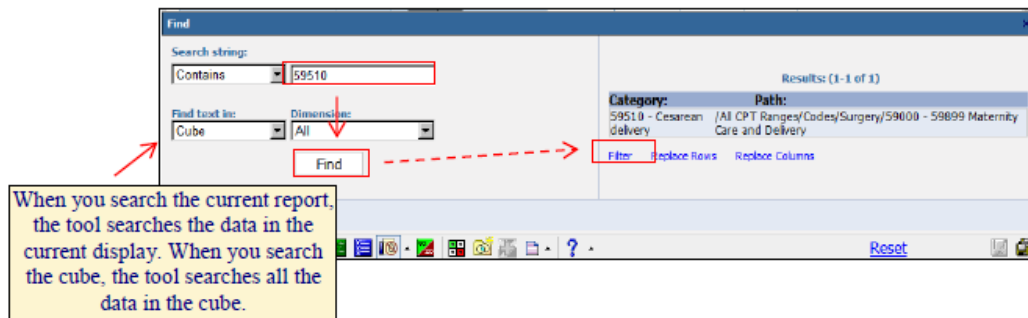 Find
Search string:
Contains 59510
Find text in: Dimension:
Cube All
Find
Results: (1-1 of 1)
Category: Path:
59510 - Cesarean /All CPT Ranges/Codes/Surgery/59000 - 59899 Maternity
delivery Care and Delivery
Filter Replace Rows Replace Columns
When you search the current report,
the tool searches the data in the
current display. When you search
the cube, the tool searches all the
data in the cube.
? Reset